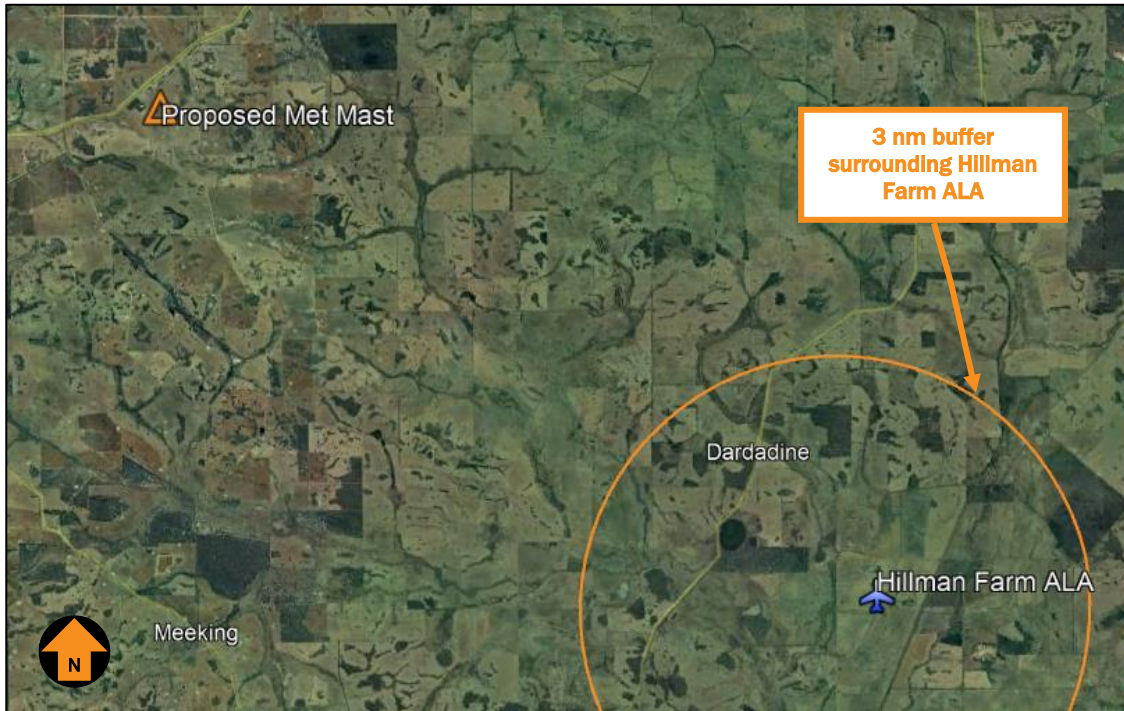 Proposed Met Mast
3 nm buffer
surrounding Hillman
Farm ALA
Dardadine
Hillman Farm ALA
Meeking
N